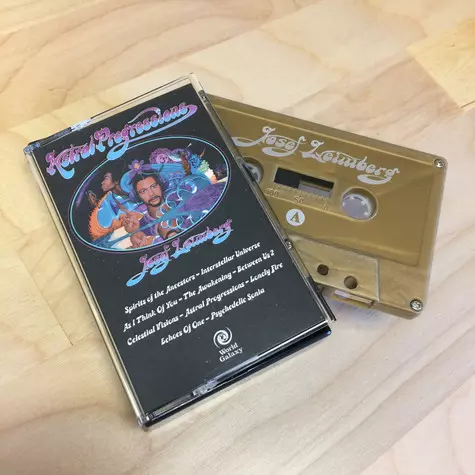 Astral Progressions
Josef Leimberg
Spirits of the Ancestors - Interstellar Universe
As I Think Of You - The Awakening - Between Us 2
Celestial Visions - Astral Progressions - Lonely Fire
Echoes Of One - Psychedelic Sonia
World
Galaxy
Josef Leimberg
A